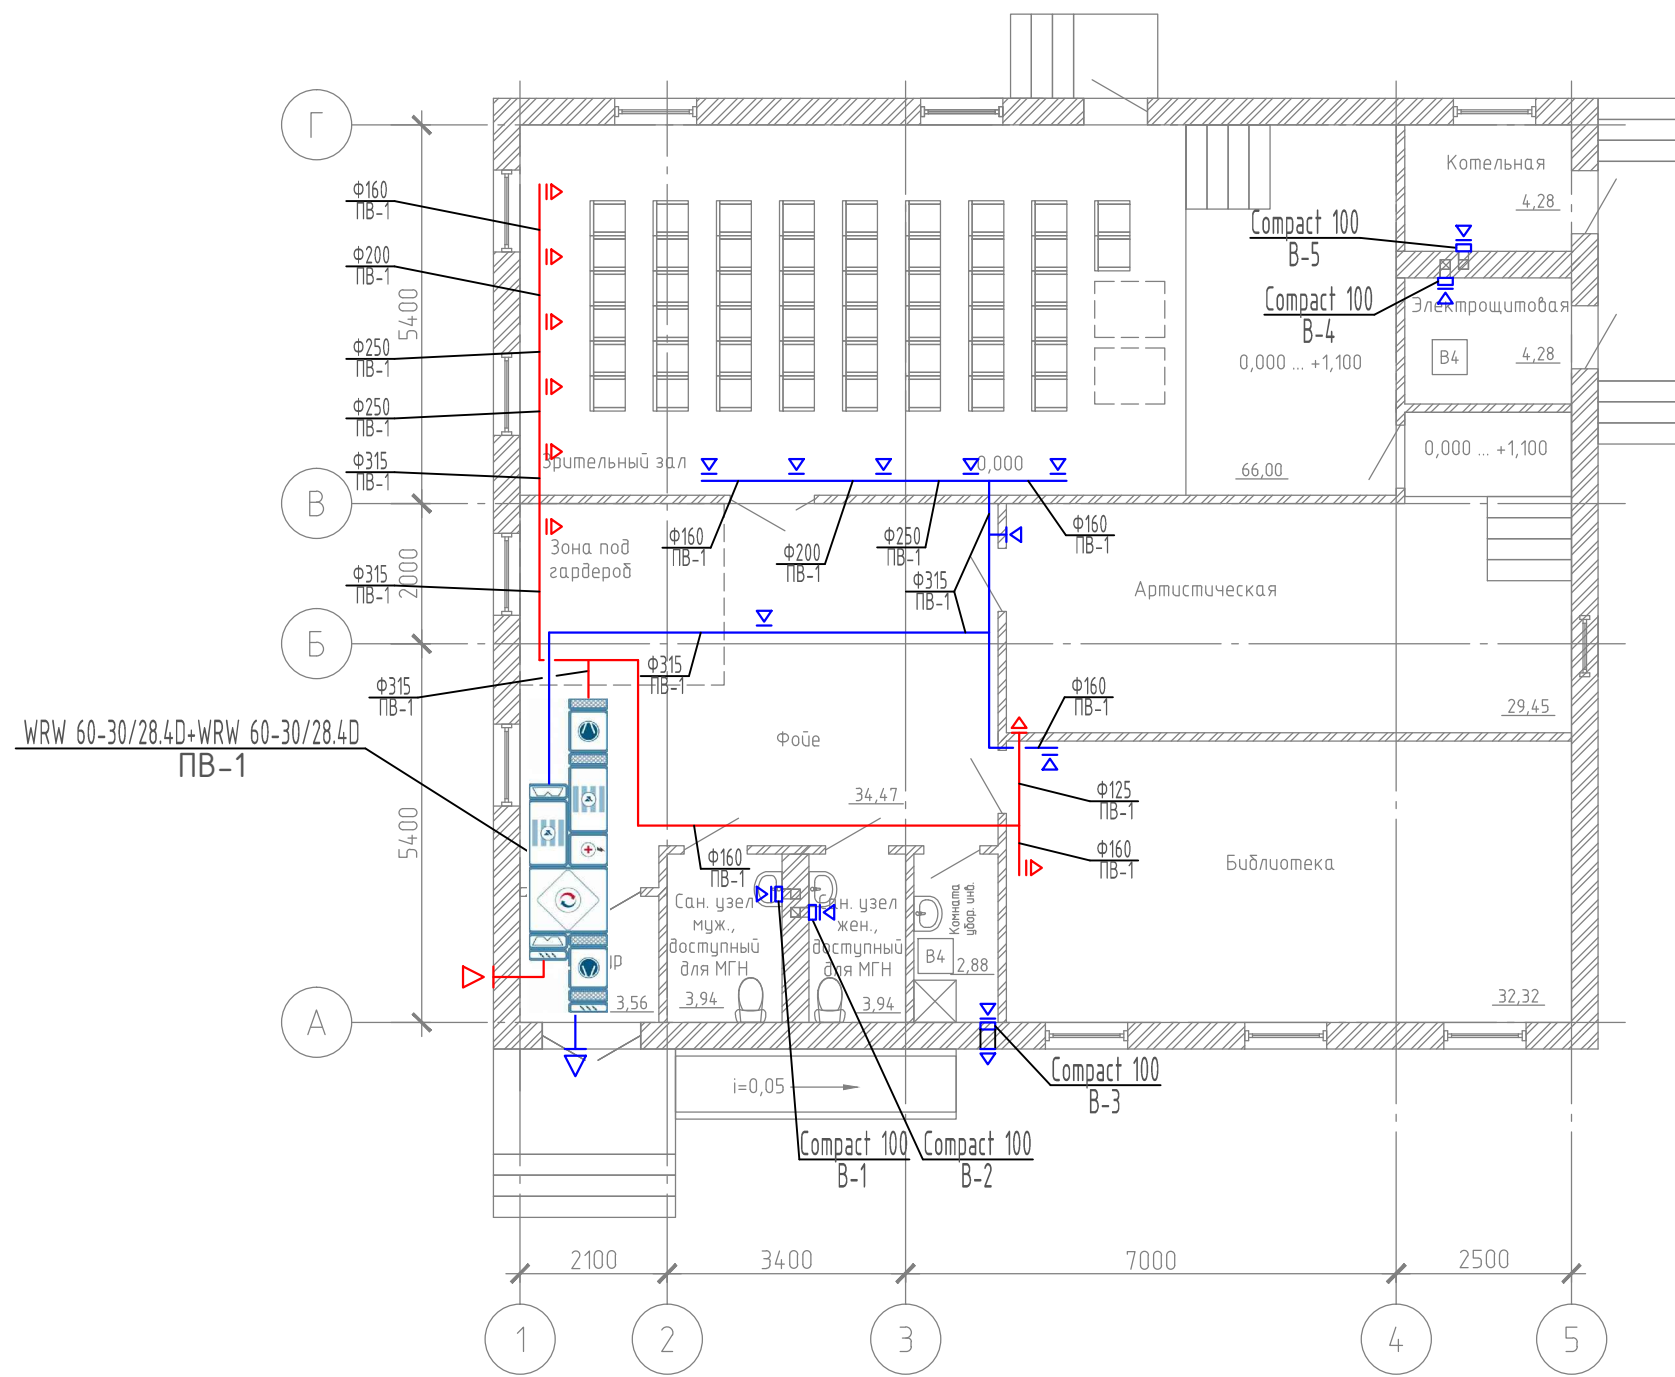 Г
В
Б
А
5400
2000
5400
Ф160
ПВ-1
Ф200
ПВ-1
Ф250
ПВ-1
Ф250
ПВ-1
Ф315
ПВ-1
Ф315
ПВ-1
Ф315
ПВ-1
WRW 60-30/28.4D+WRW 60-30/28.4D
ПВ-1
Котельная
4,28
Compact 100
В-5
Compact 100
В-4
Электрощитовая
В4
4,28
0,000 ... +1,100
0,000 ... +1,100
Зрительный зал
0,000
66,00
Ф160
ПВ-1
Ф200
ПВ-1
Ф250
ПВ-1
Ф315
ПВ-1
Ф160
ПВ-1
Зона под
гардероб
Артистическая
29,45
Ф315
ПВ-1
Ф160
ПВ-1
Фойе
34,47
Ф125
ПВ-1
Ф160
ПВ-1
Ф160
ПВ-1
Библиотека
32,32
Сан. узел
муж.,
доступный
для МГН
3,94
Сан. узел
жен.,
доступный
для МГН
3,94
Комната
убор. инв.
В4
2,88
3,56
i=0,05
Compact 100
В-3
Compact 100
В-1
Compact 100
В-2
2100
3400
7000
2500
1
2
3
4
5